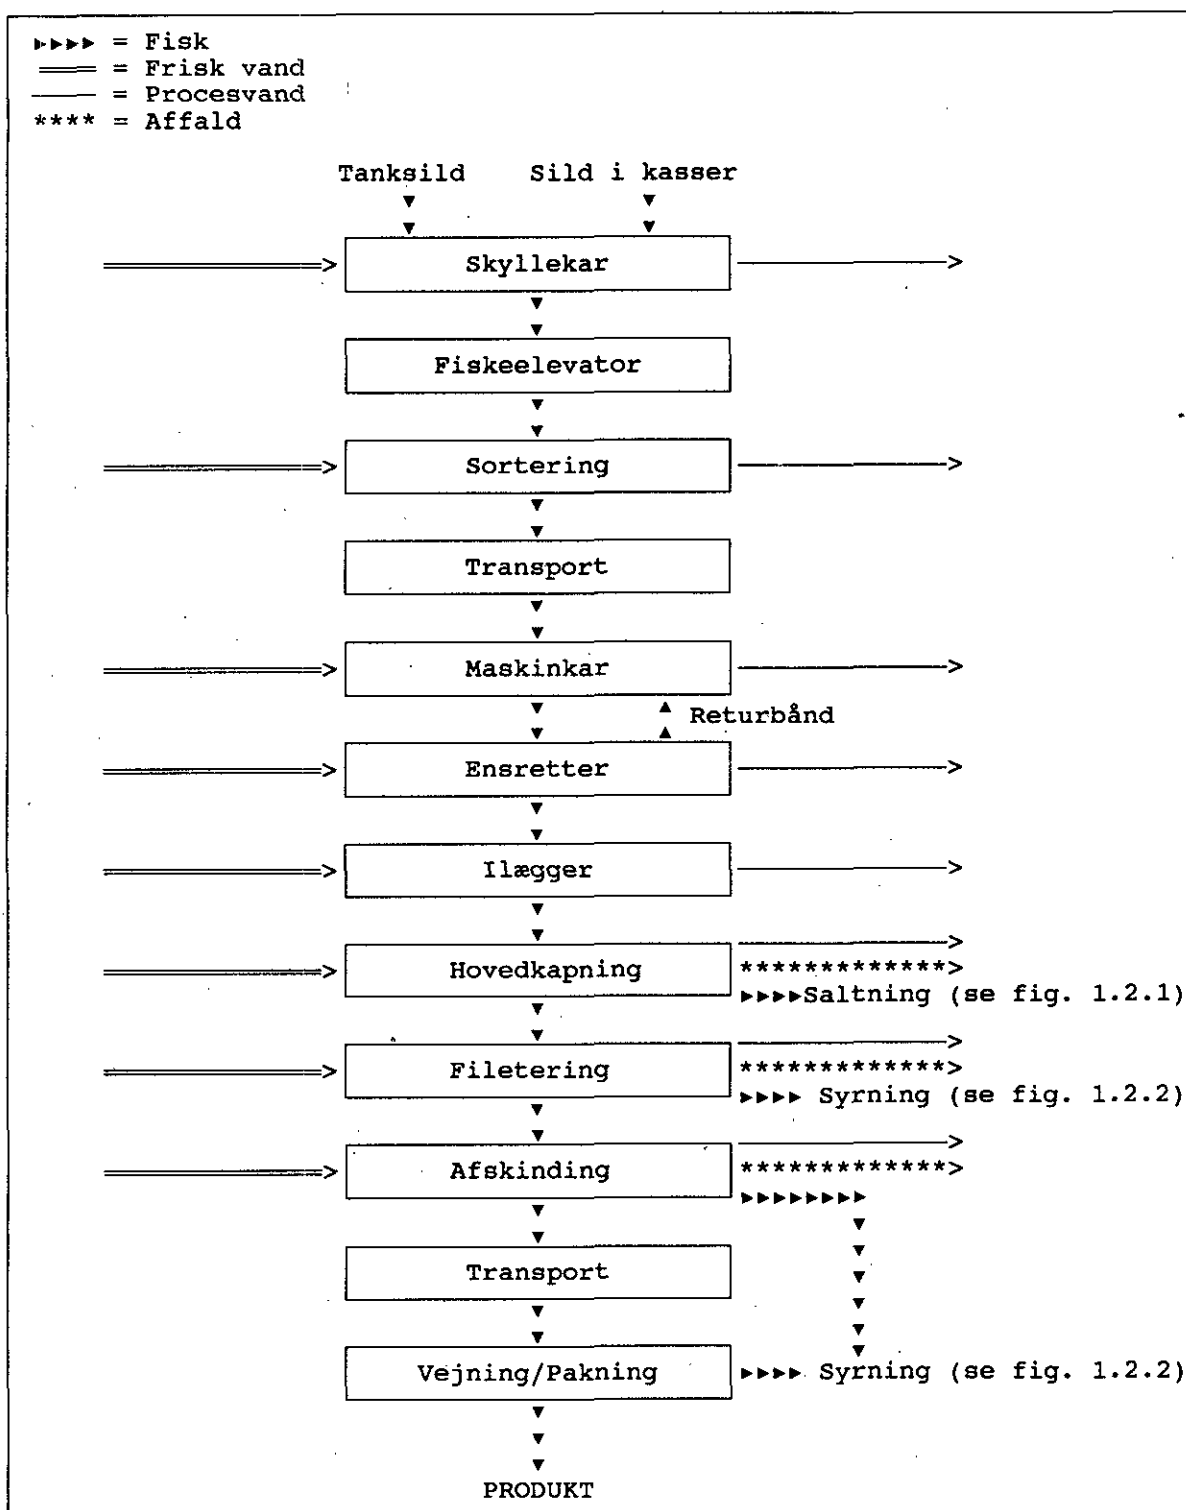 ►►►► = Fisk
════ = Frisk vand
──── = Procesvand
**** = Affald
Tanksild Sild i kasser
Skyllekar
Fiskeelevator
Sortering
Transport
Maskinkar
Returbånd
Ensretter
Ilægger
Hovedkapning
*************>
►►►►Saltning (se fig. 1.2.1)
Filetering
*************>
►►►► Syrning (se fig. 1.2.2)
Afskinding
*************>
Transport
Vejning/Pakning ►►►► Syrning (se fig. 1.2.2)
PRODUKT